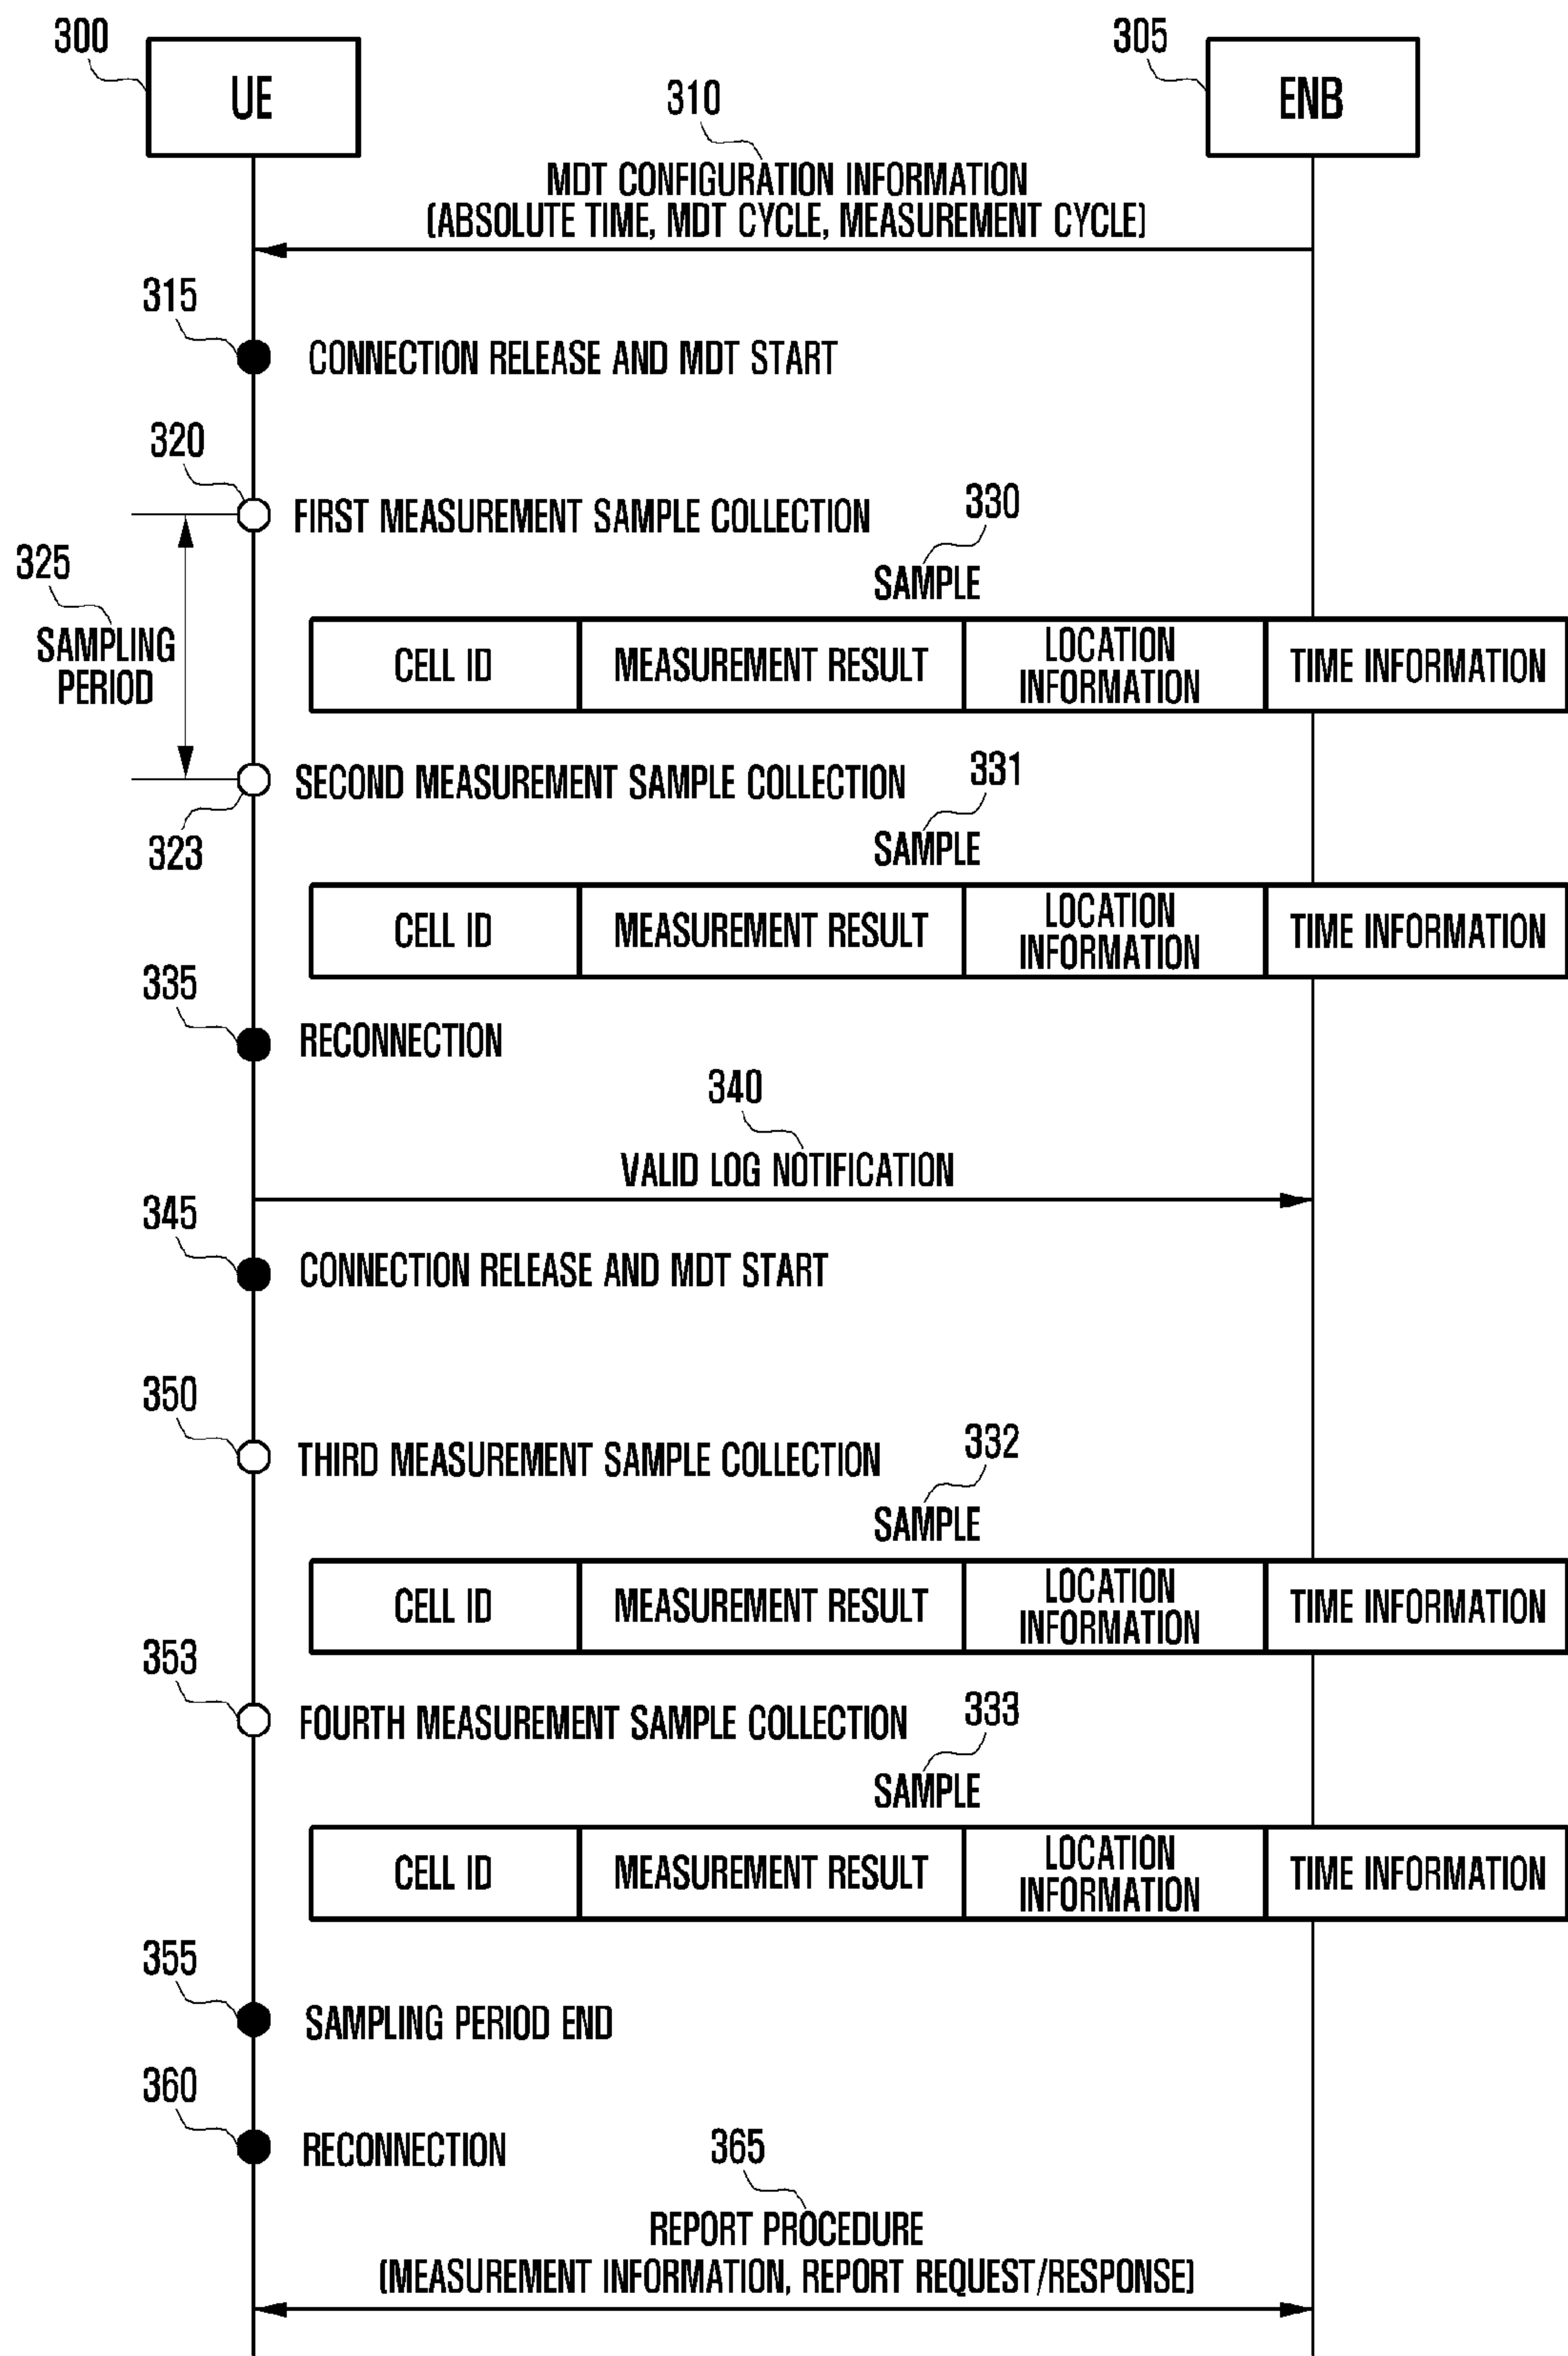 300
UE
305
ENB
310
MDT CONFIGURATION INFORMATION
(ABSOLUTE TIME, MDT CYCLE, MEASUREMENT CYCLE)
315
CONNECTION RELEASE AND MDT START
320
FIRST MEASUREMENT SAMPLE COLLECTION
330
SAMPLE
325
SAMPLING
PERIOD
CELL ID
MEASUREMENT RESULT
LOCATION
INFORMATION
TIME INFORMATION
SECOND MEASUREMENT SAMPLE COLLECTION
331
323
SAMPLE
CELL ID
MEASUREMENT RESULT
LOCATION
INFORMATION
TIME INFORMATION
335
RECONNECTION
340
VALID LOG NOTIFICATION
345
CONNECTION RELEASE AND MDT START
350
THIRD MEASUREMENT SAMPLE COLLECTION
332
SAMPLE
CELL ID
MEASUREMENT RESULT
LOCATION
INFORMATION
TIME INFORMATION
353
FOURTH MEASUREMENT SAMPLE COLLECTION
333
SAMPLE
CELL ID
MEASUREMENT RESULT
LOCATION
INFORMATION
TIME INFORMATION
355
SAMPLING PERIOD END
360
RECONNECTION
365
REPORT PROCEDURE
(MEASUREMENT INFORMATION, REPORT REQUEST/RESPONSE)